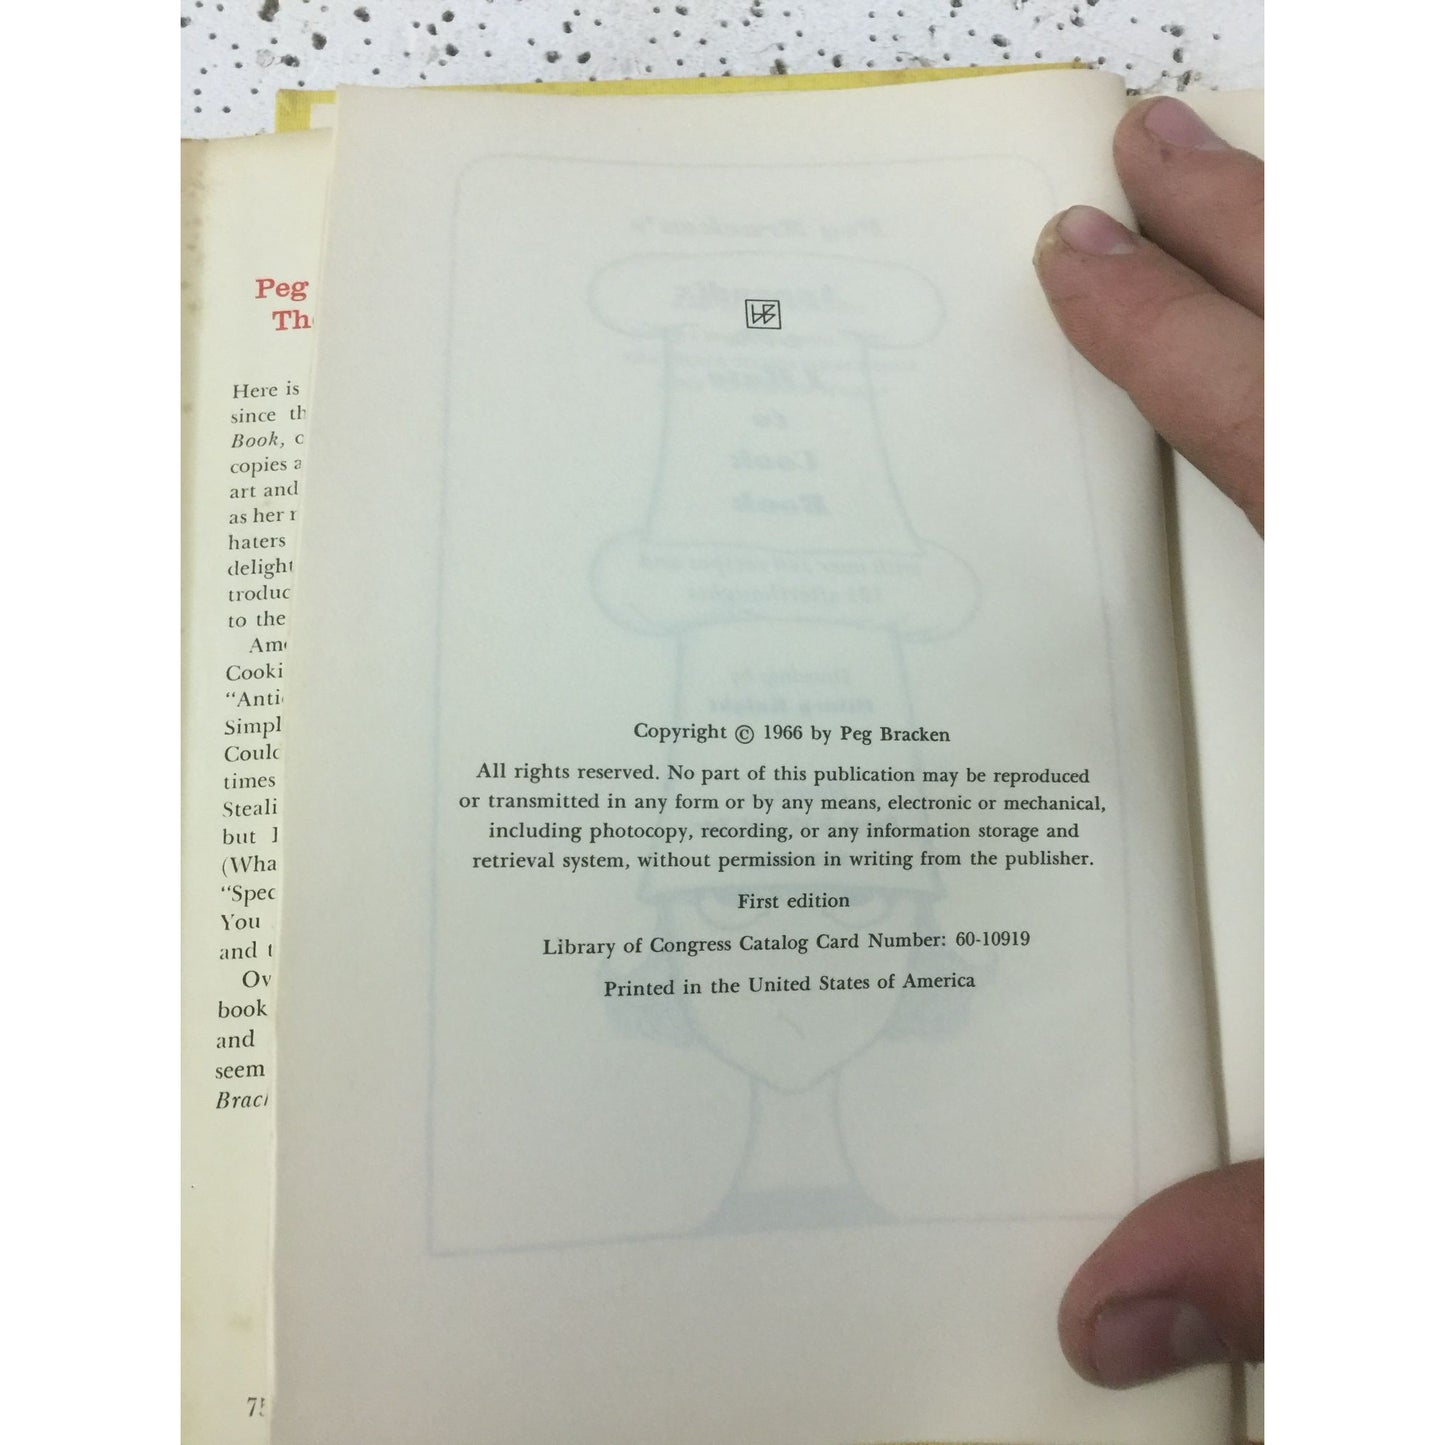 Peg
The
Here is
since th
Book,
copies a
art and
as her r
haters
delight
troduc
to the
Ame
Cooki
"Anti
Simpl
Could
times
Steali
but I
(Wha
"Spec
You
and t
Ov
book
and
seem
Brack
Copyright © 1966 by Peg Bracken
All rights reserved. No part of this publication may be reproduced
or transmitted in any form or by any means, electronic or mechanical,
including photocopy, recording, or any information storage and
retrieval system, without permission in writing from the publisher.
First edition
Library of Congress Catalog Card Number: 60-10919
Printed in the United States of America